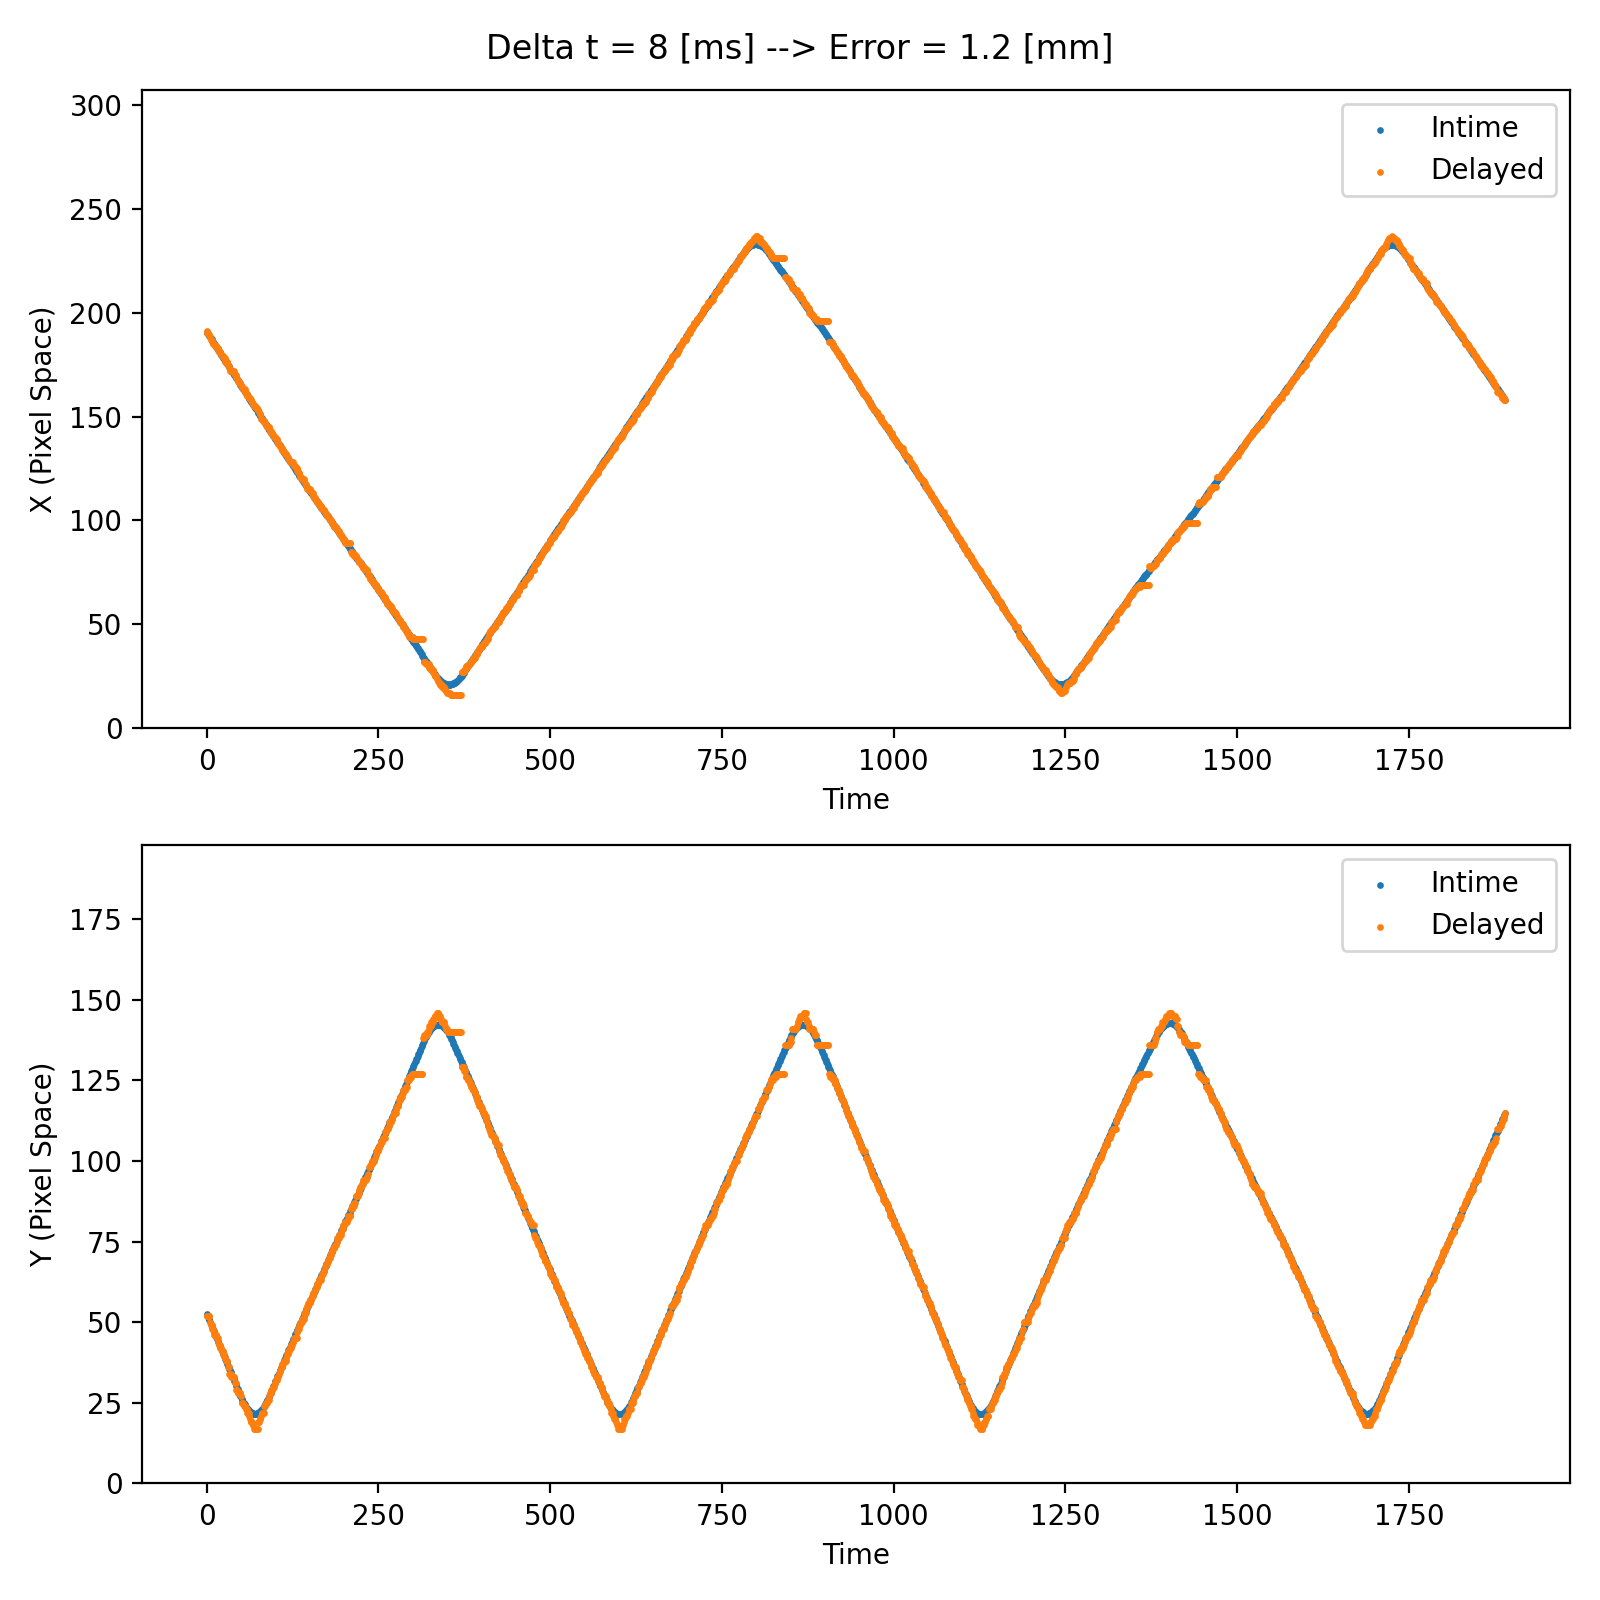 Delta t = 8 [ms] --> Error = 1.2 [mm]
300
250
200
150
100
50
0
X (Pixel Space)
Intime
Delayed
0 250 500 750 1000 1250 1500 1750
Time
175
150
125
100
75
50
25
0
Y (Pixel Space)
Intime
Delayed
0 250 500 750 1000 1250 1500 1750
Time